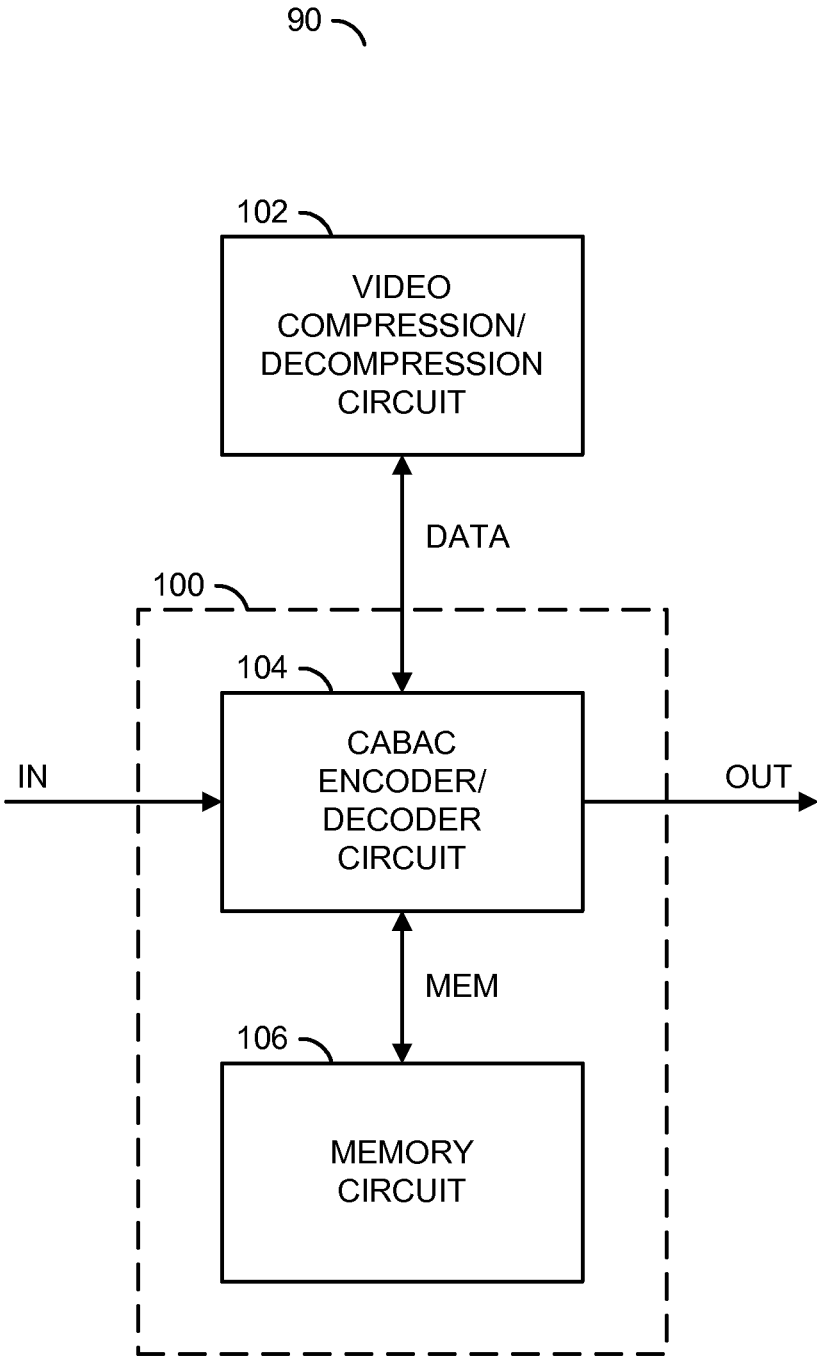 90
102
VIDEO
COMPRESSION/
DECOMPRESSION
CIRCUIT
DATA
100
104
CABAC
ENCODER/
DECODER
CIRCUIT
IN
OUT
MEM
106
MEMORY
CIRCUIT